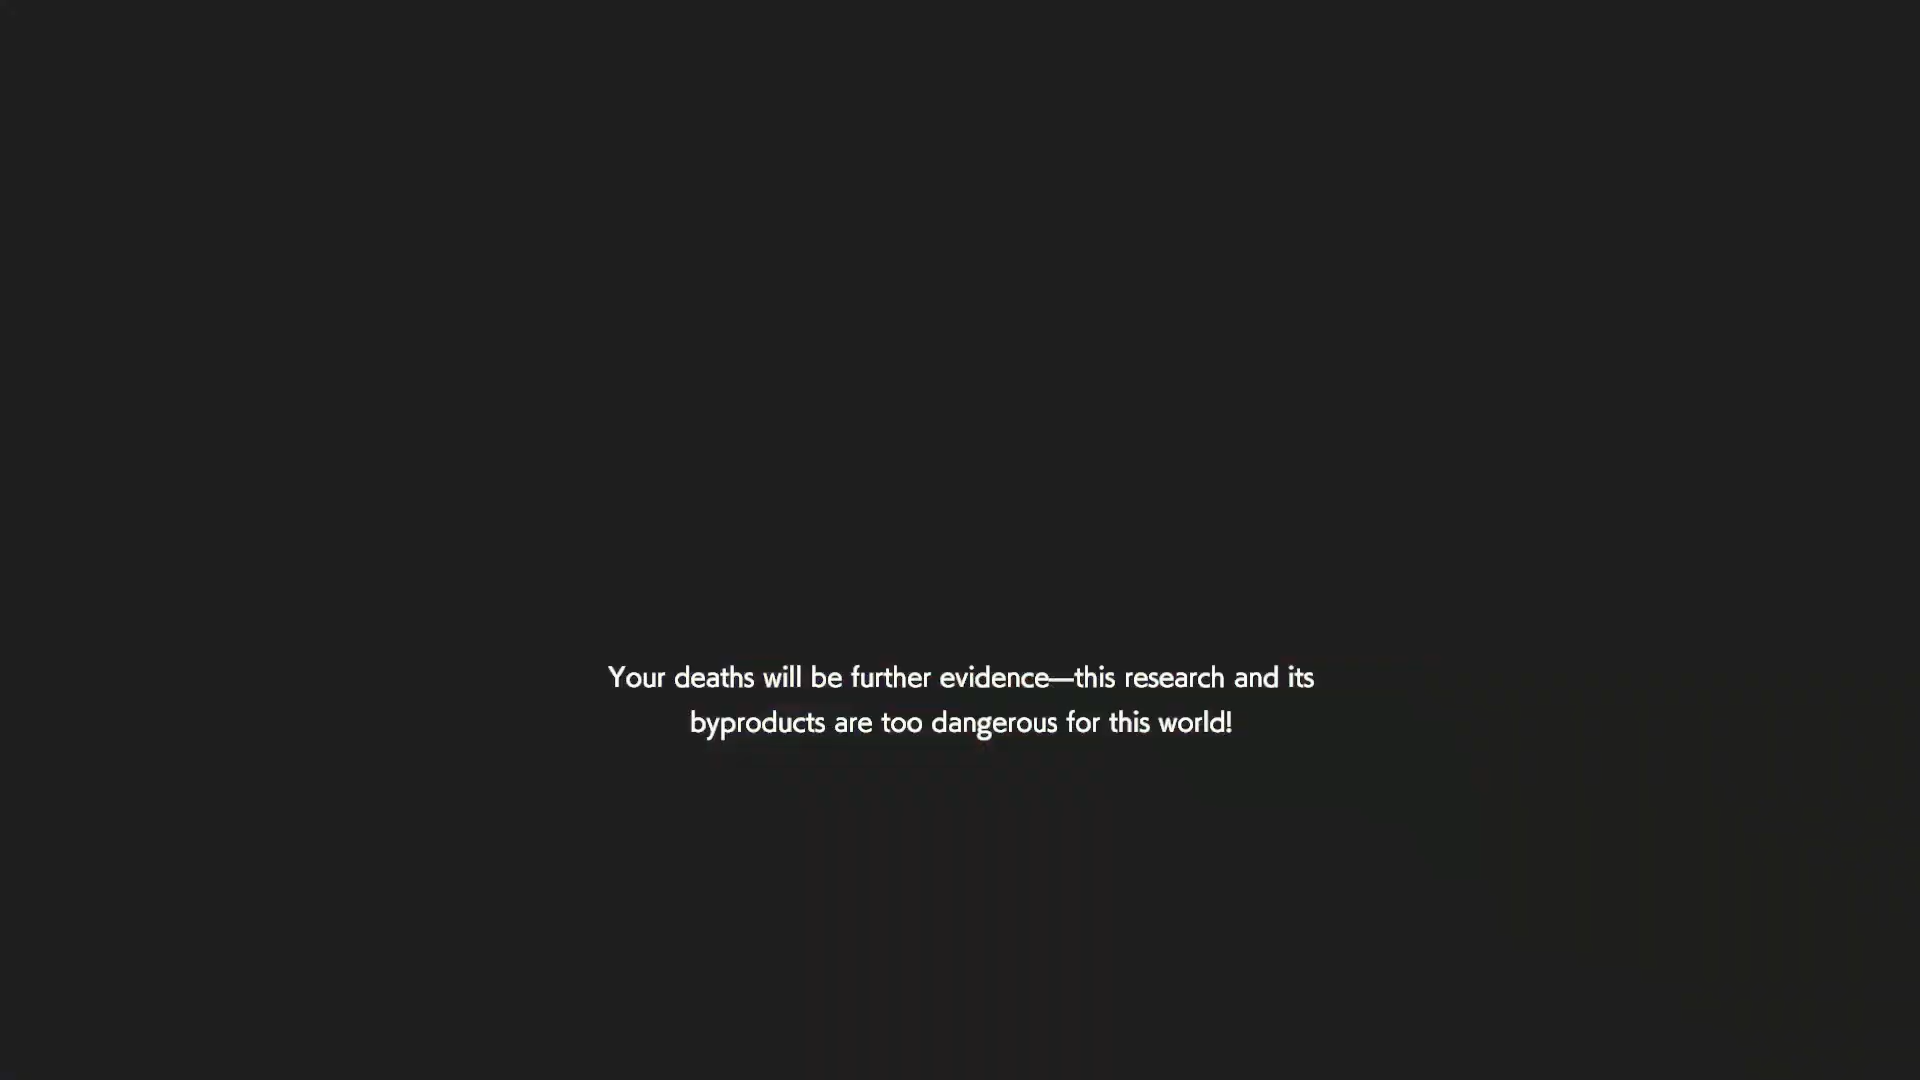 Your deaths will be further evidence—this research and its
byproducts are too dangerous for this world!